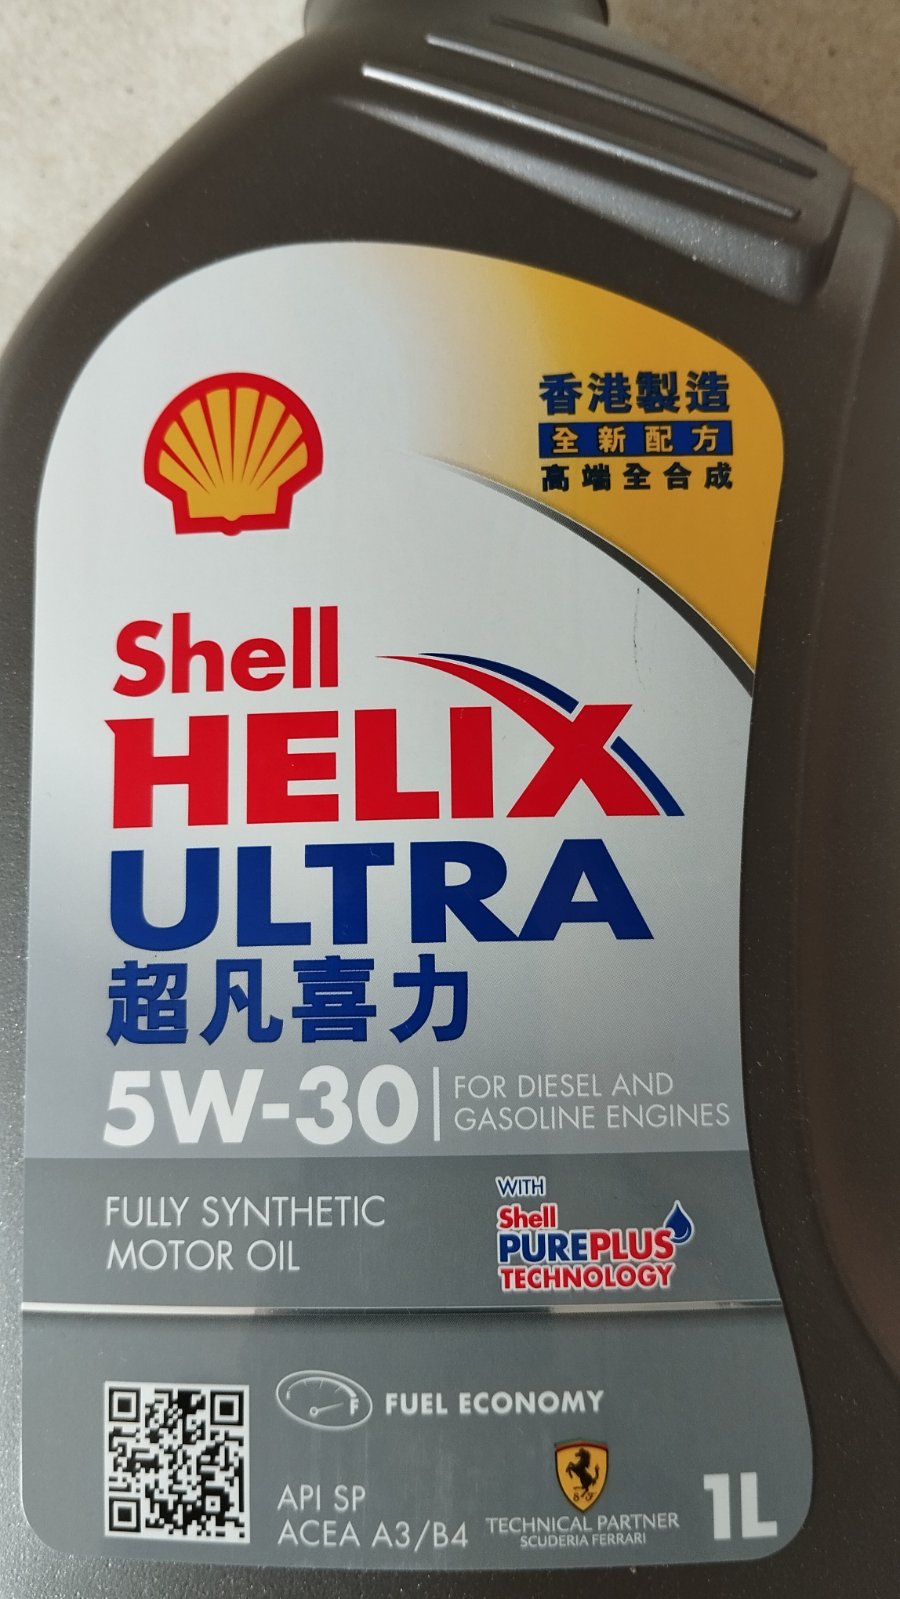 香港製造
全新配方
高端全合成
Shell
HELIX
ULTRA
超凡喜力
5W-30
FOR DIESEL AND
GASOLINE ENGINES
FULLY SYNTHETIC
MOTOR OIL
WITH
Shell
PUREPLUS
TECHNOLOGY
F
FUEL ECONOMY
API SP
ACEA A3/B4
S F
TECHNICAL PARTNER
SCUDERIA FERRARI
1L